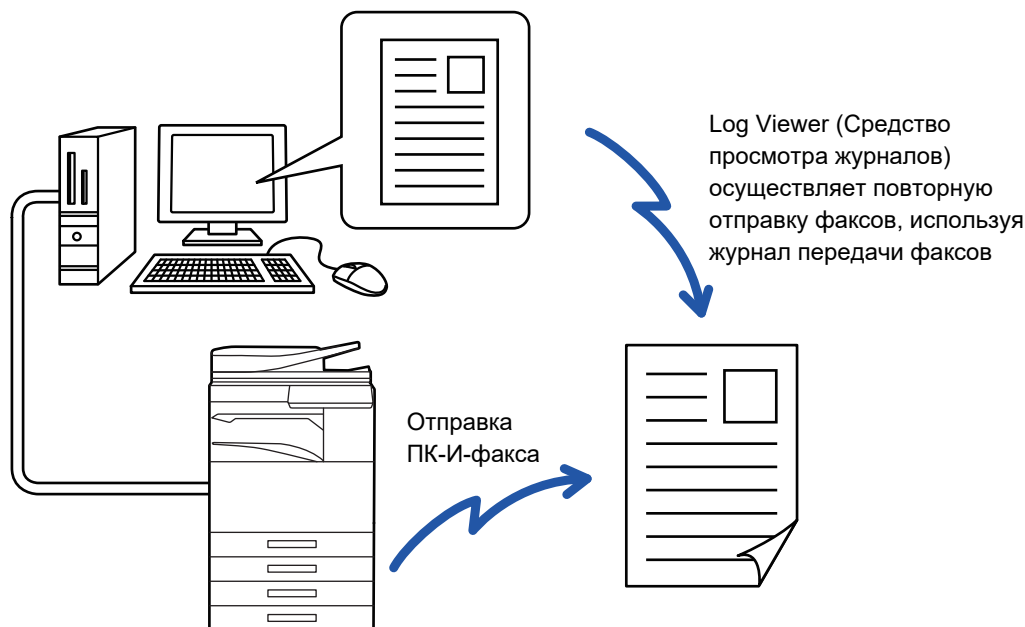 Log Viewer (Средство
просмотра журналов)
осуществляет повторную
отправку факсов, используя
журнал передачи факсов
Отправка
ПК-И-факса